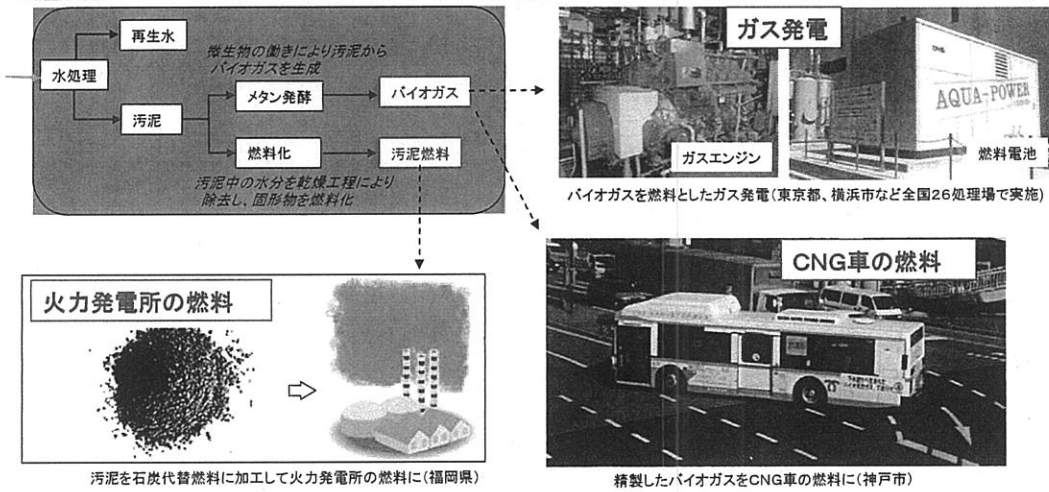 再生水
微生物の働きにより汚泥から
バイオガスを生成
水処理
メタン発酵
バイオガス
汚泥
燃料化
汚泥燃料
汚泥中の水分を乾燥工程により
除去し、固形物を燃料化
ガス発電
AQUA-POWER
ガスエンジン
燃料電池
バイオガスを燃料としたガス発電(東京都、横浜市など全国26処理場で実施)
火力発電所の燃料
汚泥を石炭代替燃料に加工して火力発電所の燃料に(福岡県)
CNG車の燃料
精製したバイオガスをCNG車の燃料に(神戸市)